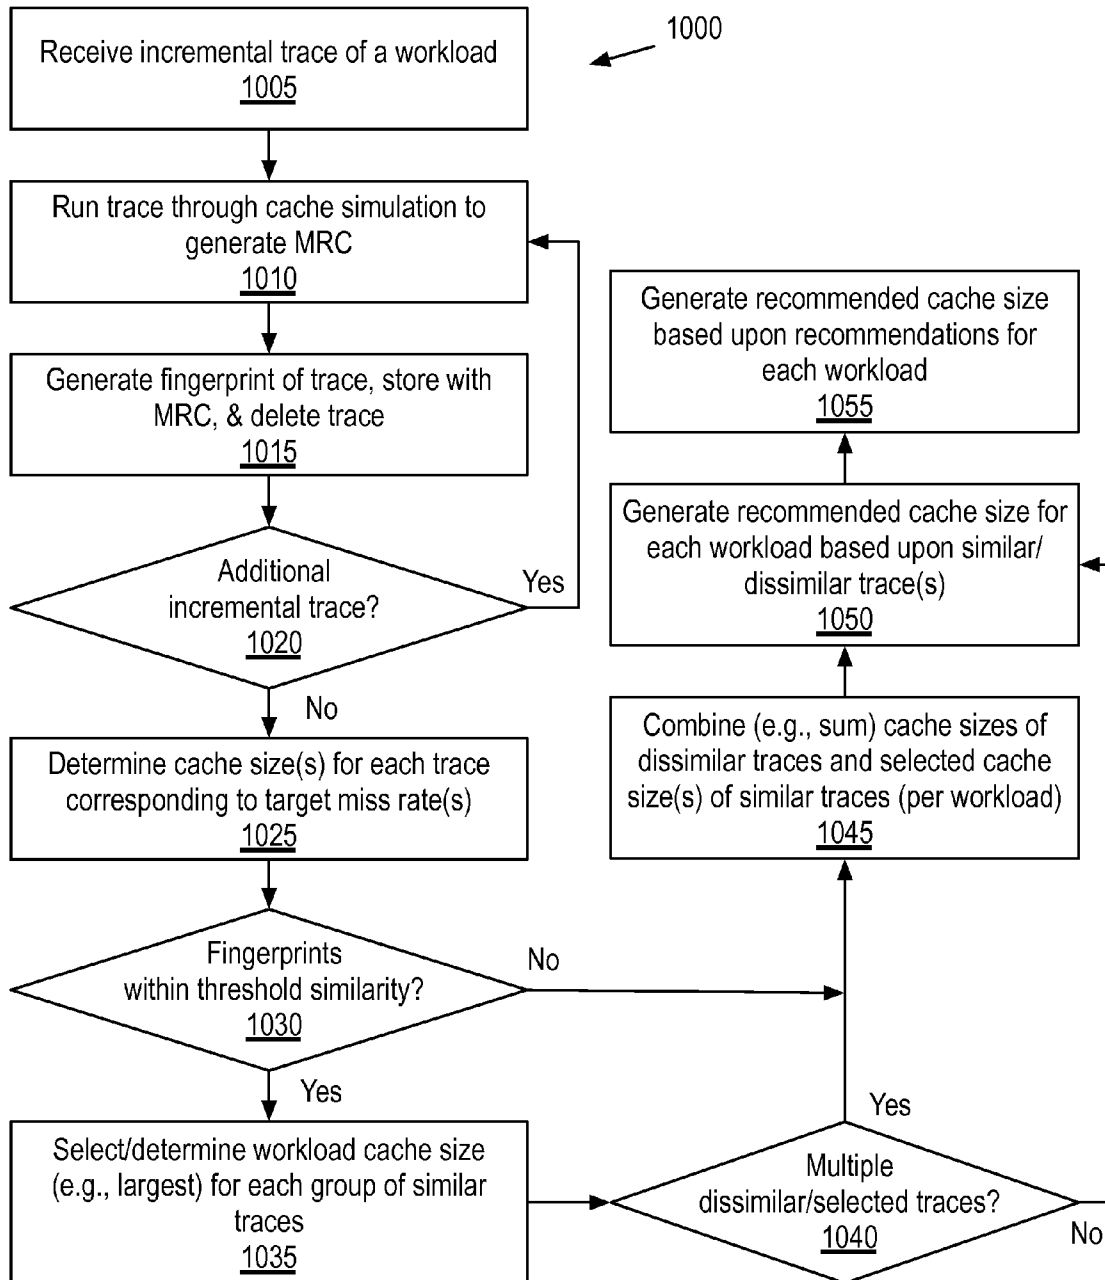 1000
Receive incremental trace of a workload
1005
Run trace through cache simulation to
generate MRC
1010
Generate fingerprint of trace, store with
MRC, & delete trace
1015
Additional
incremental trace?
1020
Yes
No
Determine cache size(s) for each trace
corresponding to target miss rate(s)
1025
Fingerprints
within threshold similarity?
1030
No
Yes
Select/determine workload cache size
(e.g., largest) for each group of similar
traces
1035
Multiple
dissimilar/selected traces?
1040
Yes
No
Combine (e.g., sum) cache sizes of
dissimilar traces and selected cache
size(s) of similar traces (per workload)
1045
Generate recommended cache size for
each workload based upon similar/
dissimilar trace(s)
1050
Generate recommended cache size
based upon recommendations for
each workload
1055